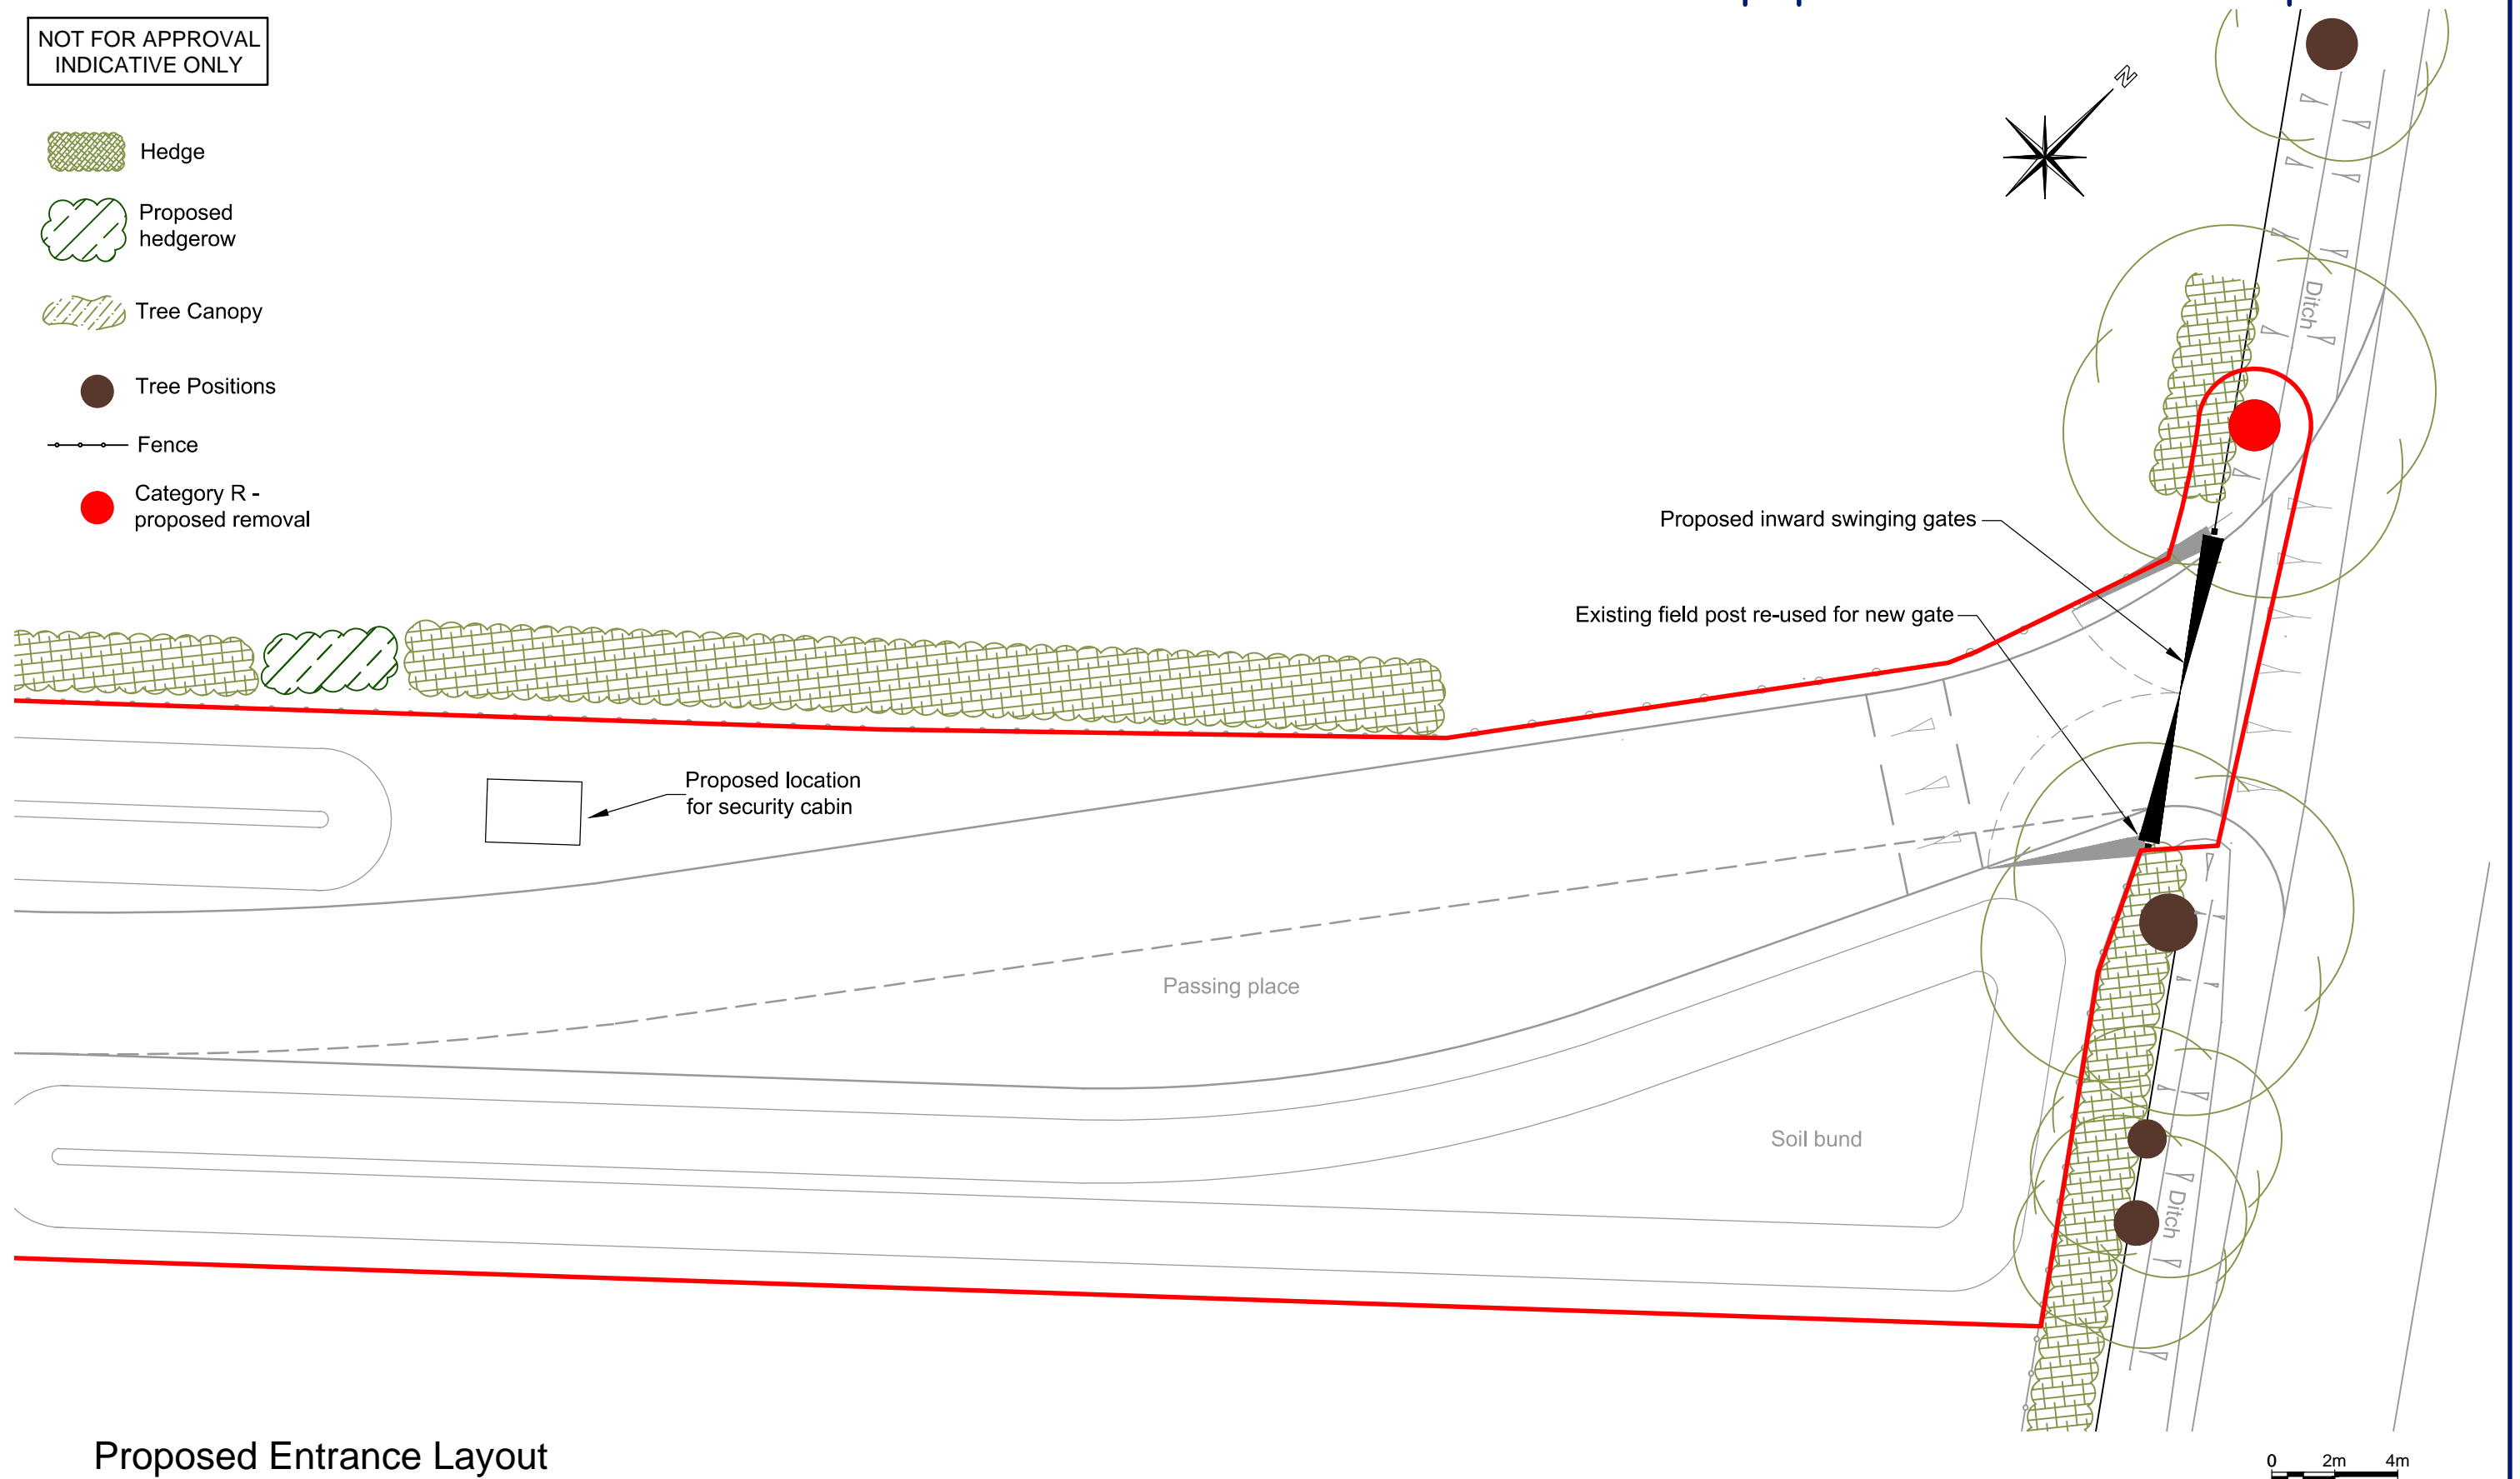 NOT FOR APPROVAL
INDICATIVE ONLY
N
Hedge
Proposed
hedgerow
Tree Canopy
Tree Positions
Fence
Category R -
proposed removal
Ditch
Proposed inward swinging gates
Existing field post re-used for new gate
Proposed location
for security cabin
Passing place
Soil bund
Ditch
Proposed Entrance Layout
0 2m 4m